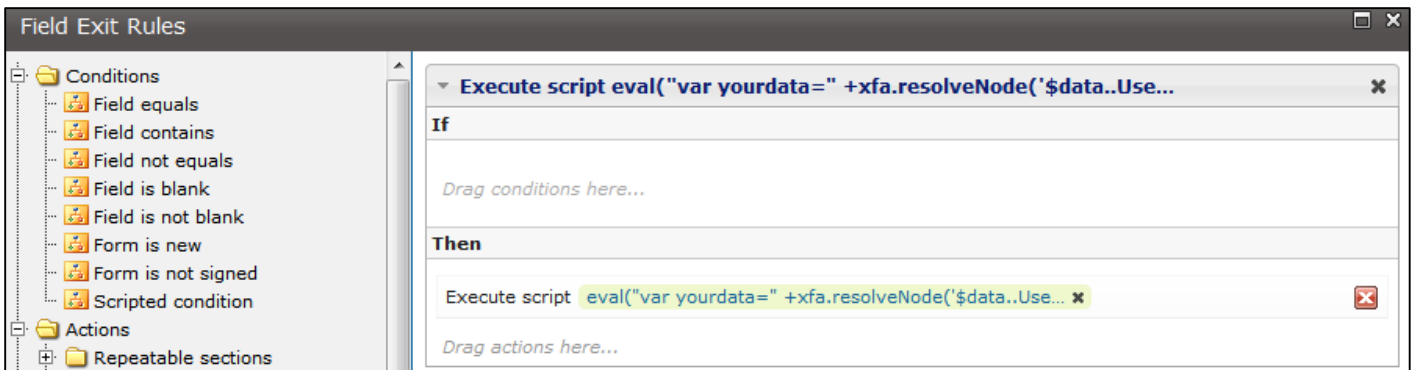 Field Exit Rules
Conditions
Field equals
Field contains
Field not equals
Field is blank
Field is not blank
Form is new
Form is not signed
Scripted condition
Actions
Repeatable sections
Execute script eval("var yourdata=" +xfa.resolveNode('$data..Use...
If
Drag conditions here...
Then
Execute script eval("var yourdata=" +xfa.resolveNode('$data..Use...
Drag actions here...